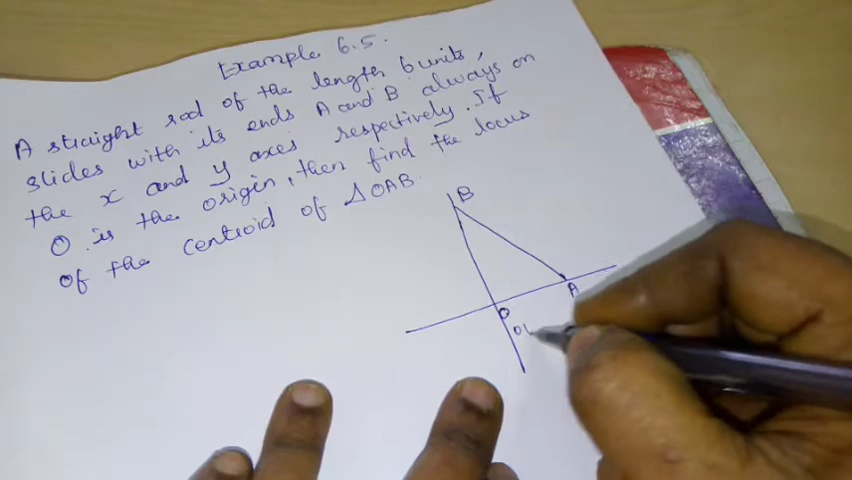 Example 6.5.
A straight rod of the length 6 units,
slides with its ends A and B always on
the x and y axes respectively. If
O is the origin, then find the locus
of the centroid of ΔOAB.
B
A
O